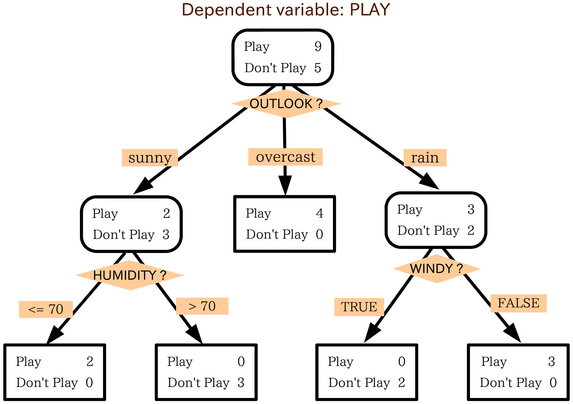 Dependent variable: PLAY
Play 9
Don't Play 5
OUTLOOK ?
sunny
overcast
rain
Play 2
Don't Play 3
Play 4
Don't Play 0
Play 3
Don't Play 2
HUMIDITY ?
WINDY ?
<= 70
> 70
TRUE
FALSE
Play 2
Don't Play 0
Play 0
Don't Play 3
Play 0
Don't Play 2
Play 3
Don't Play 0